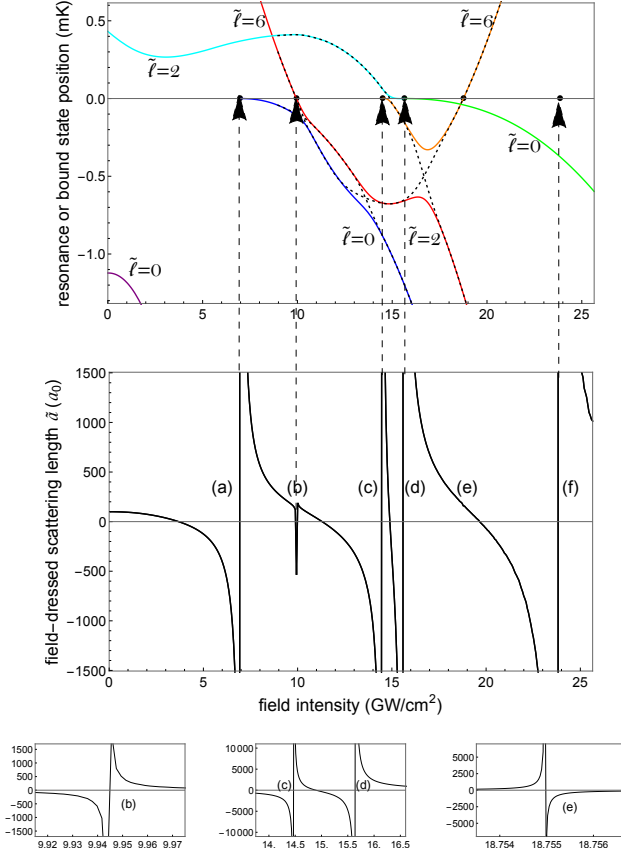 resonance or bound state position (mK)
0.5
0.0
-0.5
-1.0
ℓ̃=6
ℓ̃=6
ℓ̃=2
ℓ̃=0
ℓ̃=0
ℓ̃=2
ℓ̃=0
0 5 10 15 20 25
field-dressed scattering length ã (a₀)
1500
1000
500
0
-500
-1000
-1500
(a) (b) (c) (d) (e) (f)
0 5 10 15 20 25
field intensity (GW/cm²)
1500
1000
500
0
-500
-1000
-1500
(b)
9.92 9.93 9.94 9.95 9.96 9.97
10000
5000
0
-5000
-10000
(c) (d)
14. 14.5 15. 15.5 16. 16.5
5000
2500
0
-2500
-5000
(e)
18.754 18.755 18.756